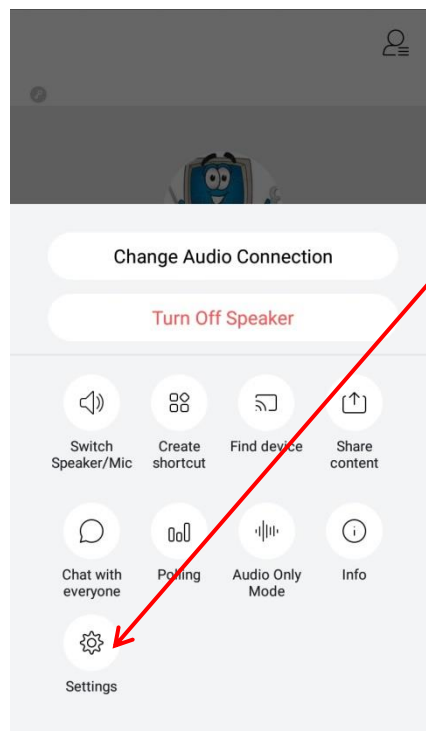 Change Audio Connection
Turn Off Speaker
Switch Create Find device Share
Speaker/Mic shortcut content
Chat with Polling Audio Only Info
everyone Mode
Settings